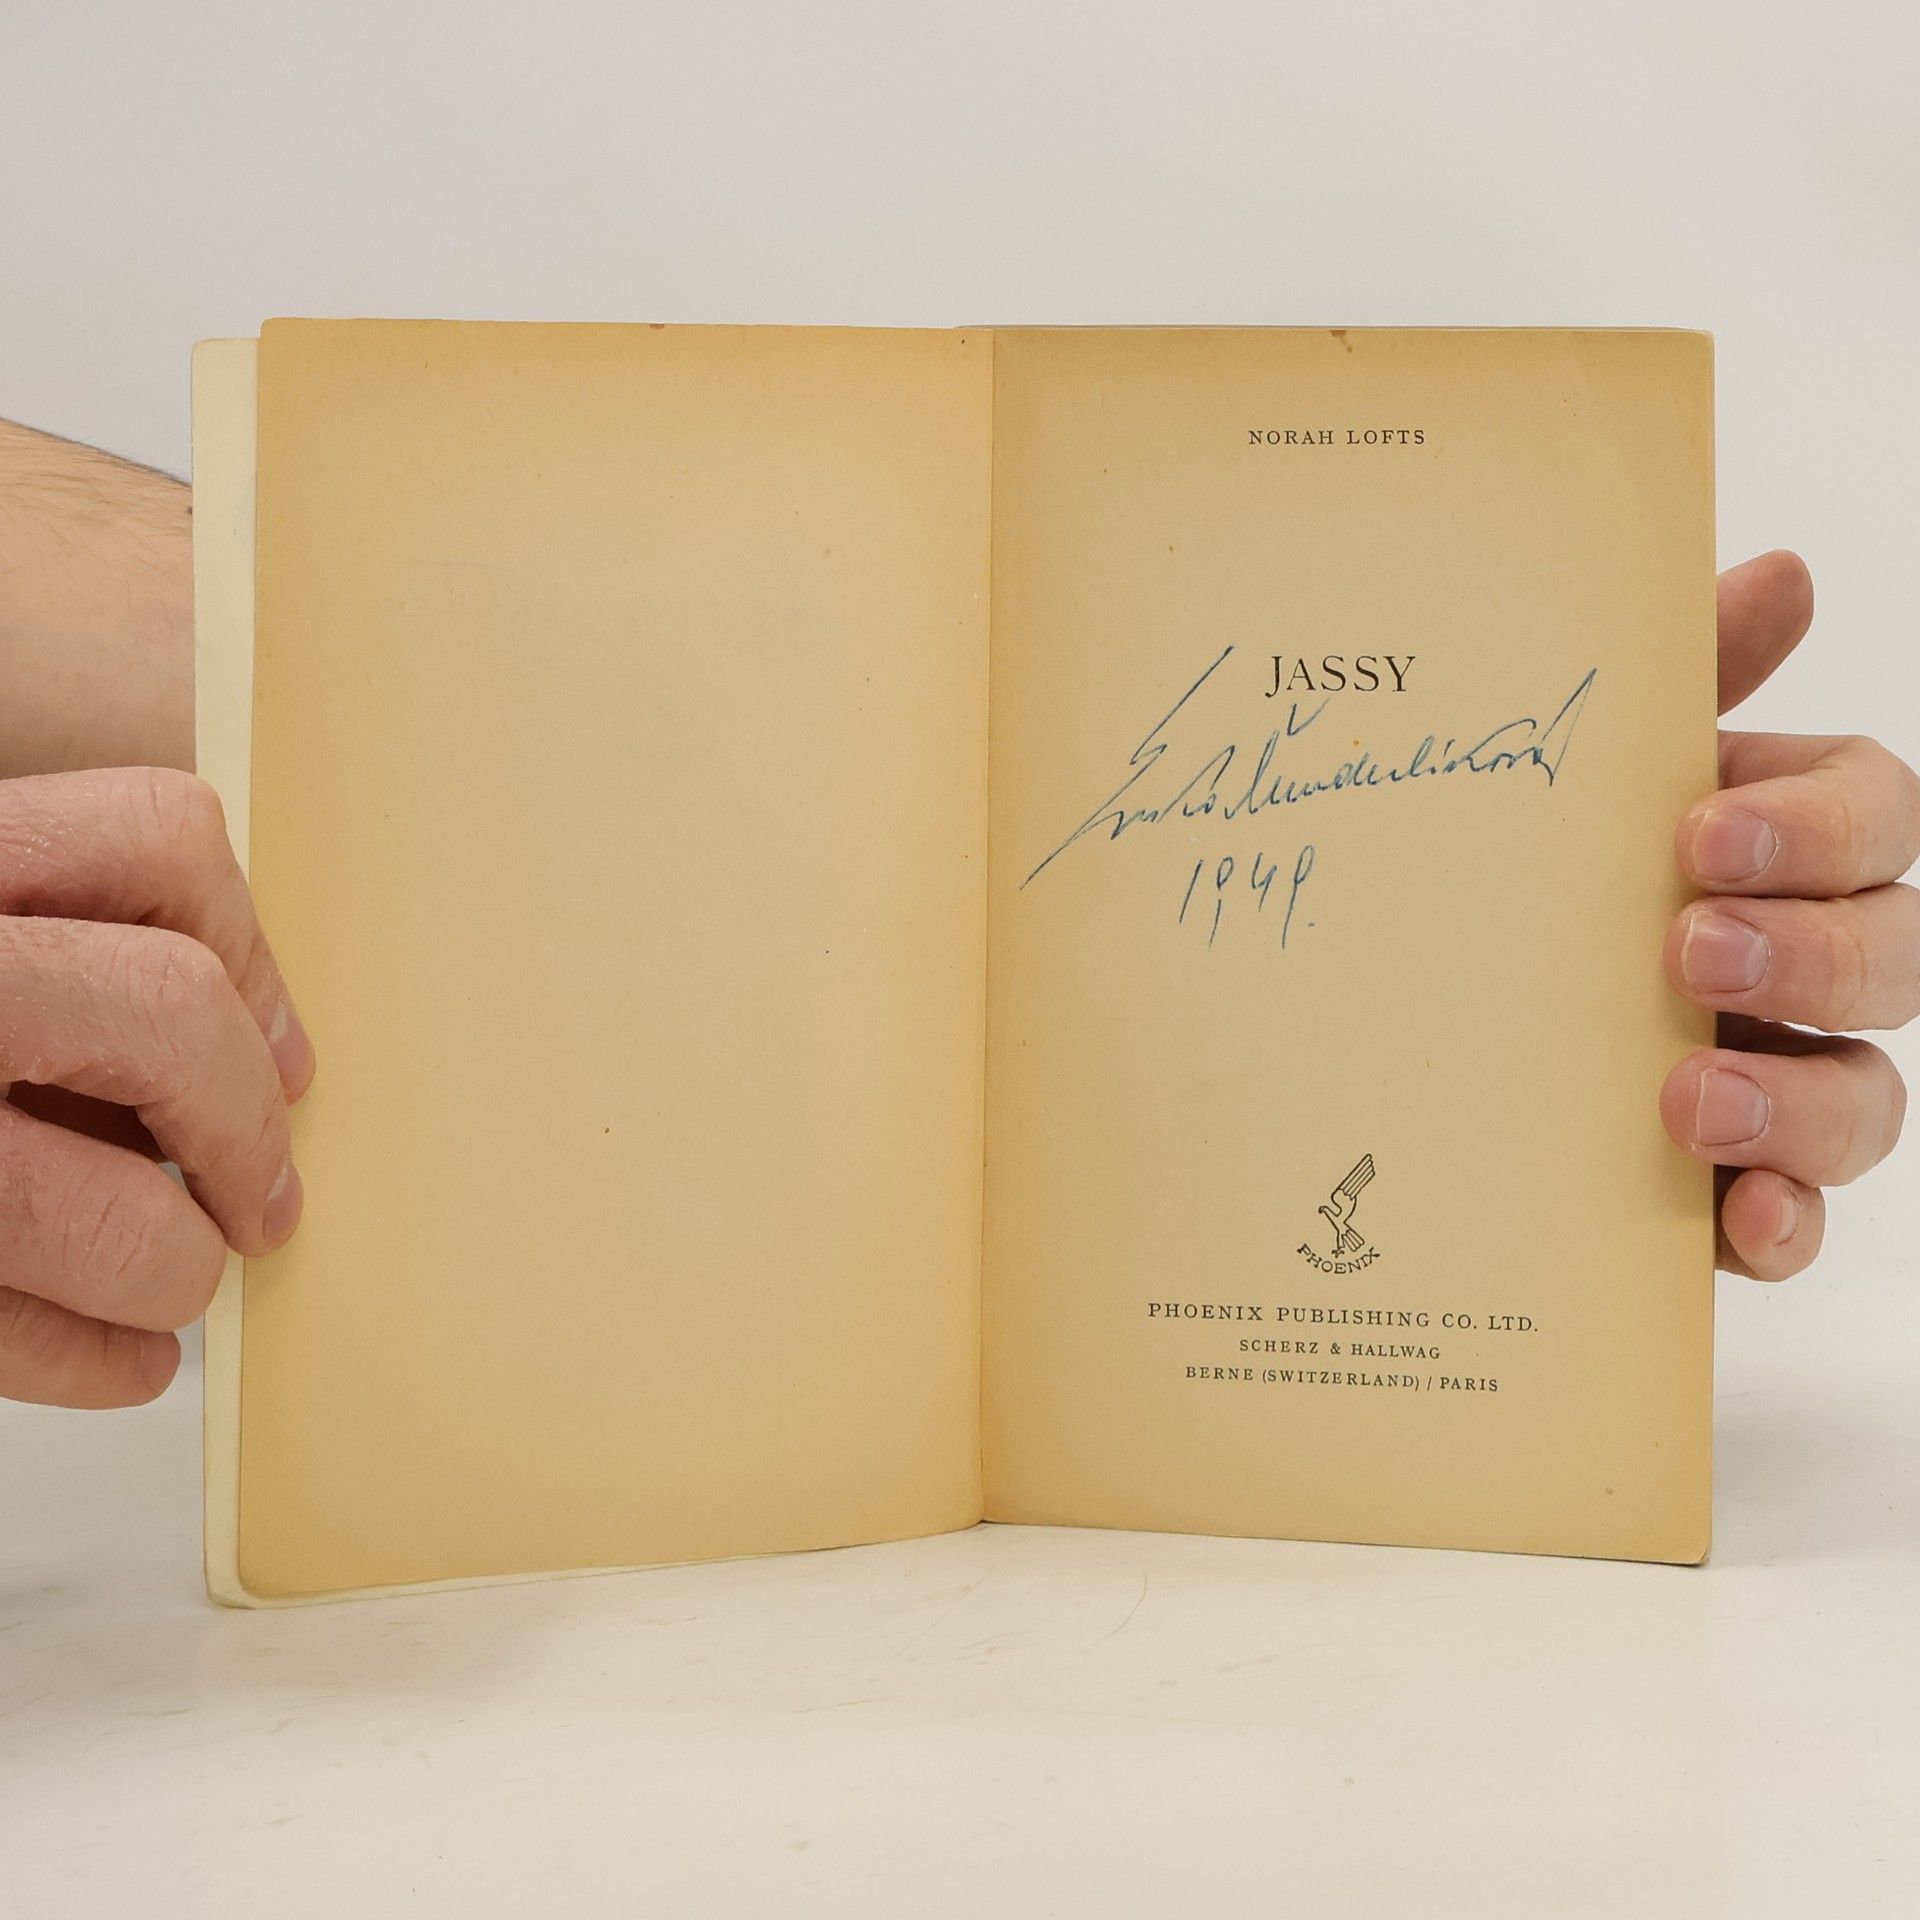 NORAH LOFTS
JASSY
1949.
PHOENIX
PHOENIX PUBLISHING CO. LTD.
SCHERZ & HALLWAG
BERNE (SWITZERLAND) / PARIS